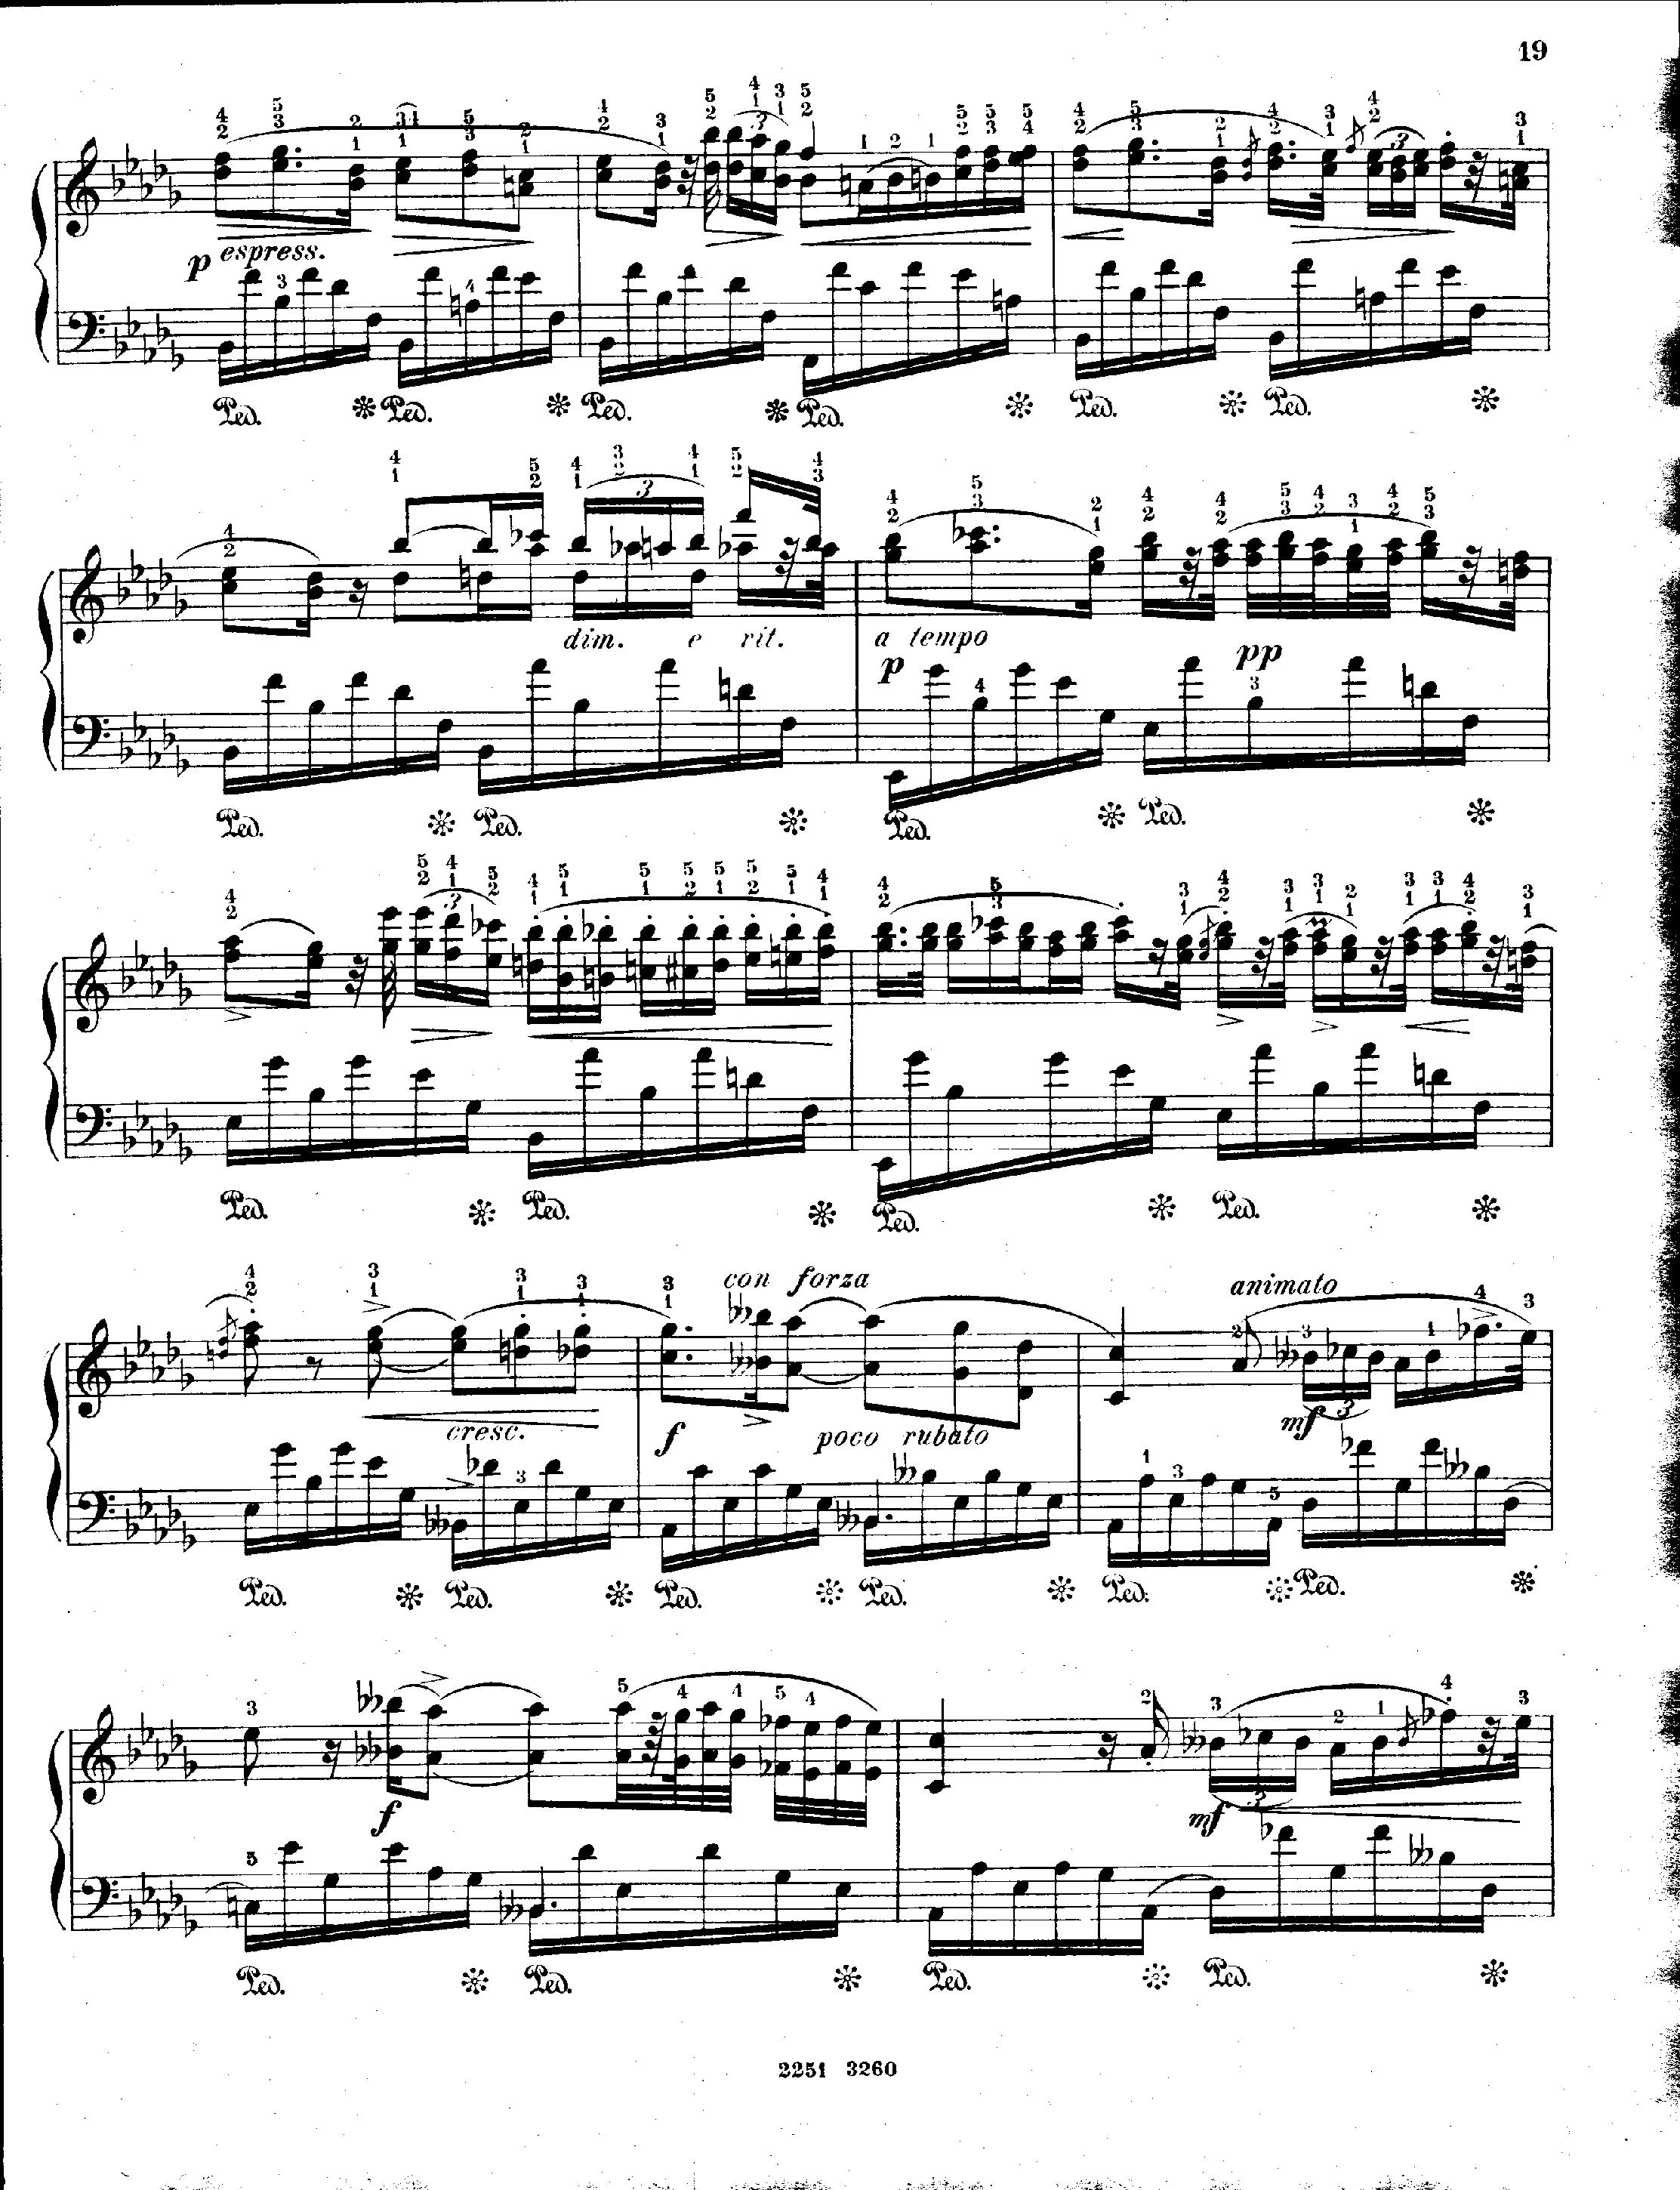 19
p espress.
Ped. Ped. Ped. Ped. Ped. Ped.
dim. e rit. a tempo
p pp
Ped. Ped. Ped. Ped.
Ped. Ped. Ped. Ped.
con forza animato
cresc. f poco rubato mf
Ped. Ped. Ped. Ped. Ped. Ped.
f mf
Ped. Ped. Ped. Ped.
2251 3260